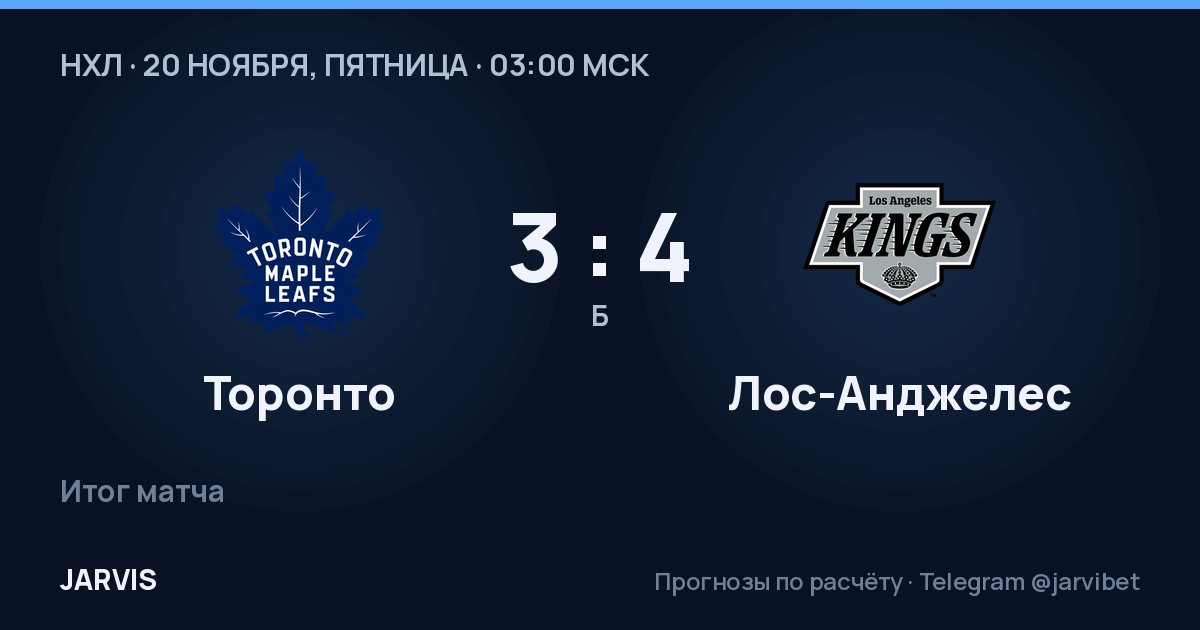 НХЛ · 20 НОЯБРЯ, ПЯТНИЦА · 03:00 МСК
TORONTO
MAPLE
LEAFS
3 : 4
Б
Los Angeles
KINGS
Торонто
Лос-Анджелес
Итог матча
JARVIS
Прогнозы по расчёту · Telegram @jarvibet